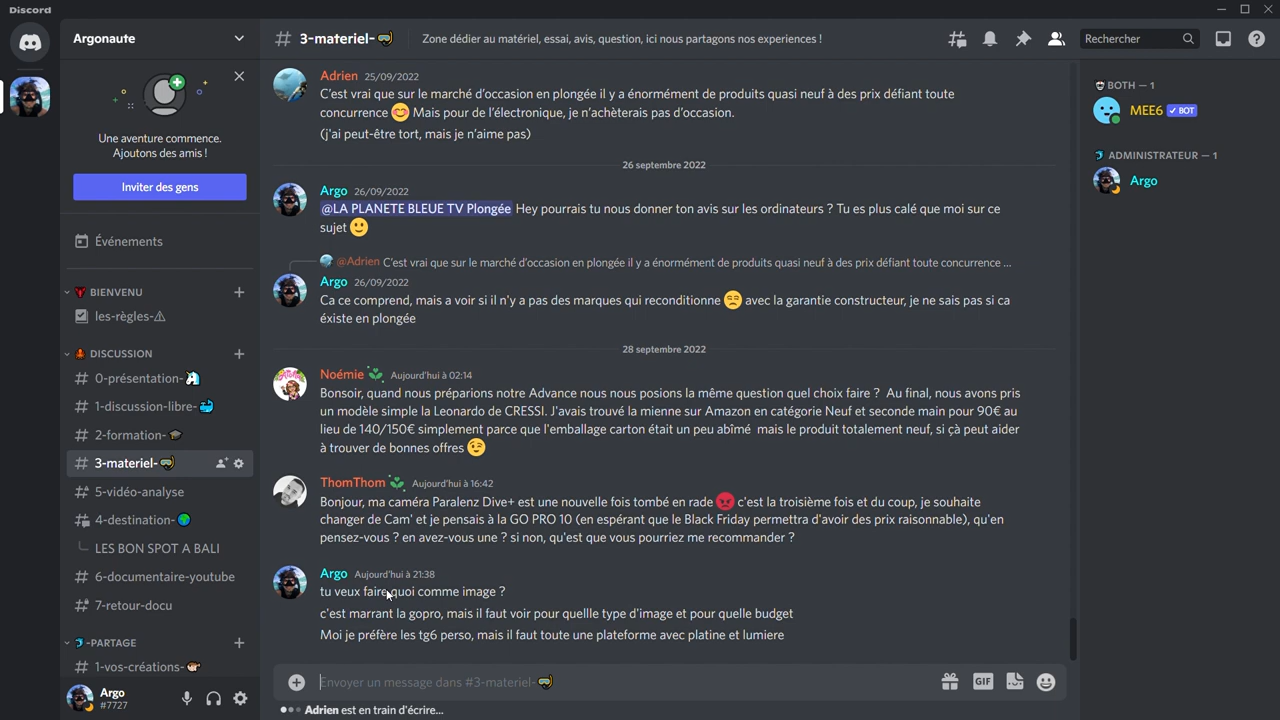 Discord
Argonaute
Une aventure commence.
Ajoutons des amis !
Inviter des gens
Événements
BIENVENU
les-règles-
DISCUSSION
0-présentation-
1-discussion-libre-
2-formation-
3-materiel-
5-vidéo-analyse
4-destination-
LES BON SPOT A BALI
6-documentaire-youtube
7-retour-docu
-PARTAGE
1-vos-créations-
Argo
#7727
3-materiel-
Zone dédier au matériel, essai, avis, question, ici nous partagons nos experiences !
Rechercher
Adrien 25/09/2022
C'est vrai que sur le marché d'occasion en plongée il y a énormément de produits quasi neuf à des prix défiant toute
concurrence 😊 Mais pour de l'électronique, je n'achèterais pas d'occasion.
(j'ai peut-être tort, mais je n'aime pas)
26 septembre 2022
Argo 26/09/2022
@LA PLANETE BLEUE TV Plongée Hey pourrais tu nous donner ton avis sur les ordinateurs ? Tu es plus calé que moi sur ce
sujet 🙂
@Adrien C'est vrai que sur le marché d'occasion en plongée il y a énormément de produits quasi neuf à des prix défiant toute concurrence ...
Argo 26/09/2022
Ca ce comprend, mais a voir si il n'y a pas des marques qui reconditionne 😒 avec la garantie constructeur, je ne sais pas si ca
éxiste en plongée
28 septembre 2022
Noémie Aujourd'hui à 02:14
Bonsoir, quand nous préparions notre Advance nous nous posions la même question quel choix faire ? Au final, nous avons pris
un modèle simple la Leonardo de CRESSI. J'avais trouvé la mienne sur Amazon en catégorie Neuf et seconde main pour 90€ au
lieu de 140/150€ simplement parce que l'emballage carton était un peu abîmé mais le produit totalement neuf, si çà peut aider
à trouver de bonnes offres 😉
ThomThom Aujourd'hui à 16:42
Bonjour, ma caméra Paralenz Dive+ est une nouvelle fois tombé en rade 😡 c'est la troisième fois et du coup, je souhaite
changer de Cam' et je pensais à la GO PRO 10 (en espérant que le Black Friday permettra d'avoir des prix raisonnable), qu'en
pensez-vous ? en avez-vous une ? si non, qu'est que vous pourriez me recommander ?
Argo Aujourd'hui à 21:38
tu veux faire quoi comme image ?
c'est marrant la gopro, mais il faut voir pour quellle type d'image et pour quelle budget
Moi je préfère les tg6 perso, mais il faut toute une plateforme avec platine et lumiere
Envoyer un message dans #3-materiel-
GIF
Adrien est en train d'écrire...
BOTH — 1
MEE6 ✓ BOT
ADMINISTRATEUR — 1
Argo